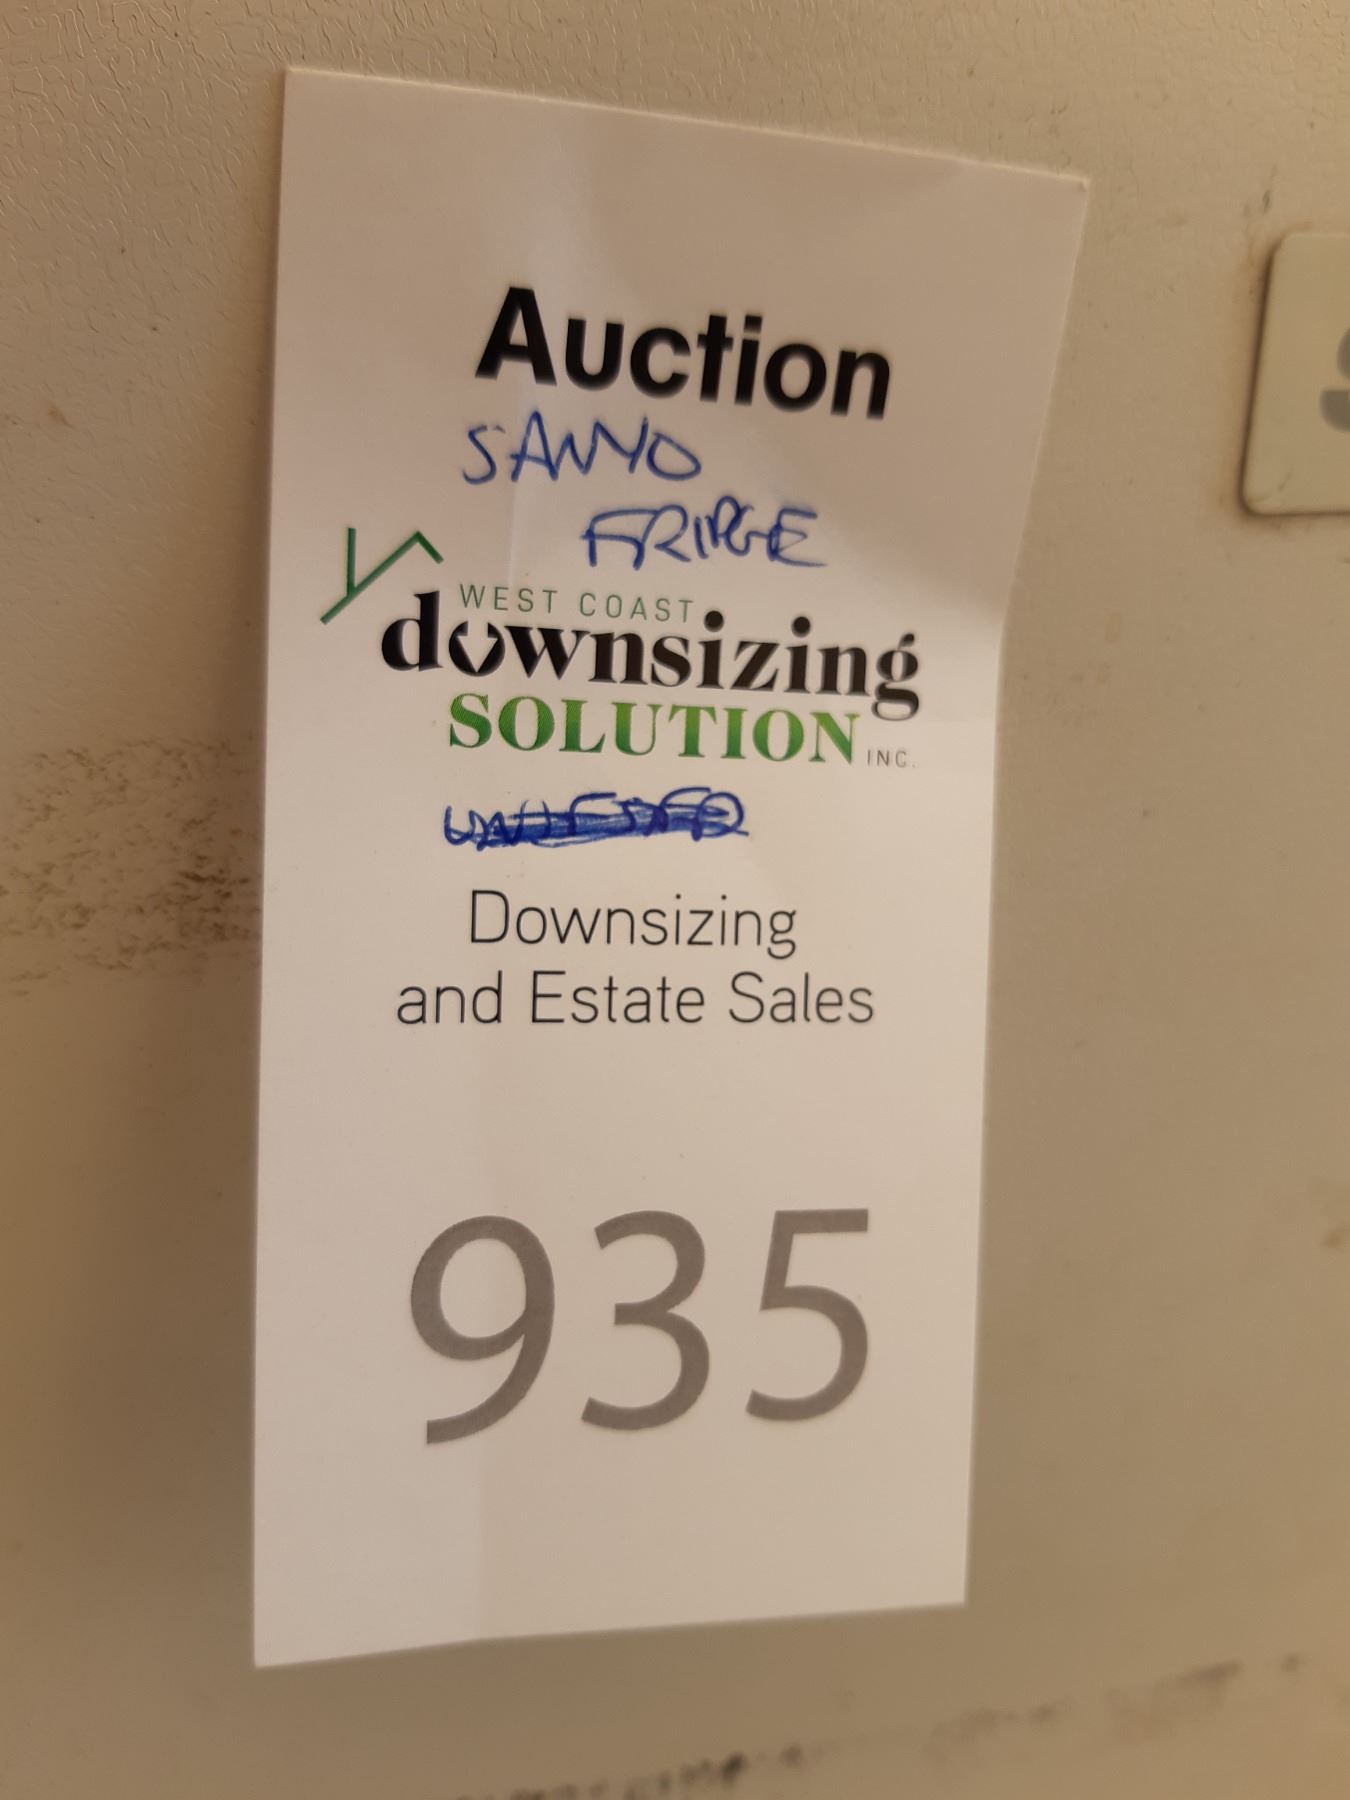 Auction
SANYO
FRIDGE
WEST COAST
downsizing
SOLUTION INC.
Downsizing
and Estate Sales
935